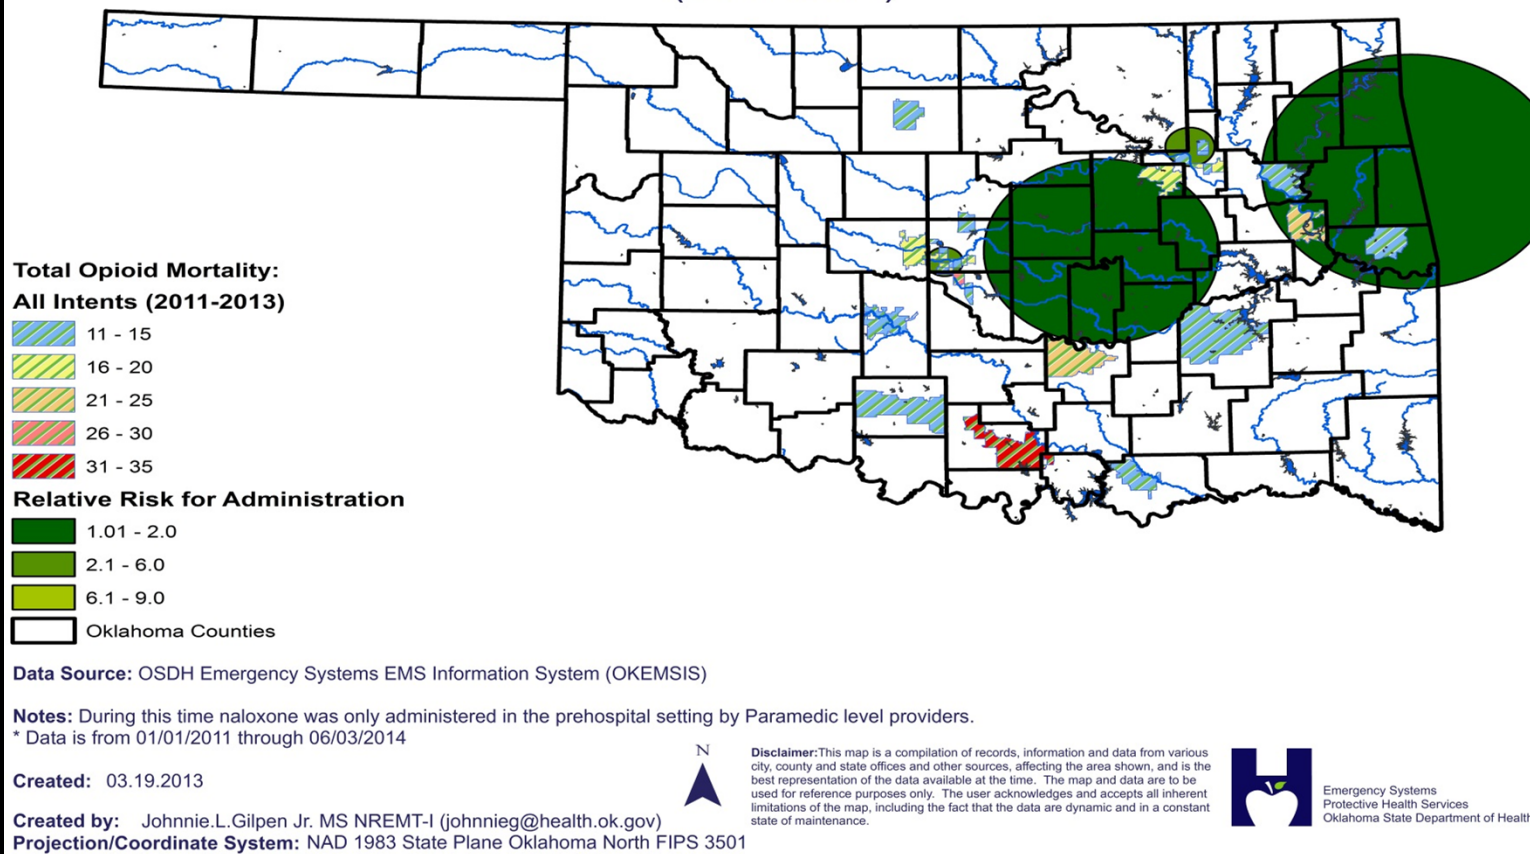 Total Opioid Mortality:
All Intents (2011-2013)
11 - 15
16 - 20
21 - 25
26 - 30
31 - 35
Relative Risk for Administration
1.01 - 2.0
2.1 - 6.0
6.1 - 9.0
Oklahoma Counties
Data Source: OSDH Emergency Systems EMS Information System (OKEMSIS)
Notes: During this time naloxone was only administered in the prehospital setting by Paramedic level providers.
* Data is from 01/01/2011 through 06/03/2014
Created: 03.19.2013
Created by: Johnnie.L.Gilpen Jr. MS NREMT-I (johnnieg@health.ok.gov)
Projection/Coordinate System: NAD 1983 State Plane Oklahoma North FIPS 3501
N
Disclaimer:This map is a compilation of records, information and data from various
city, county and state offices and other sources, affecting the area shown, and is the
best representation of the data available at the time. The map and data are to be
used for reference purposes only. The user acknowledges and accepts all inherent
limitations of the map, including the fact that the data are dynamic and in a constant
state of maintenance.
Emergency Systems
Protective Health Services
Oklahoma State Department of Health